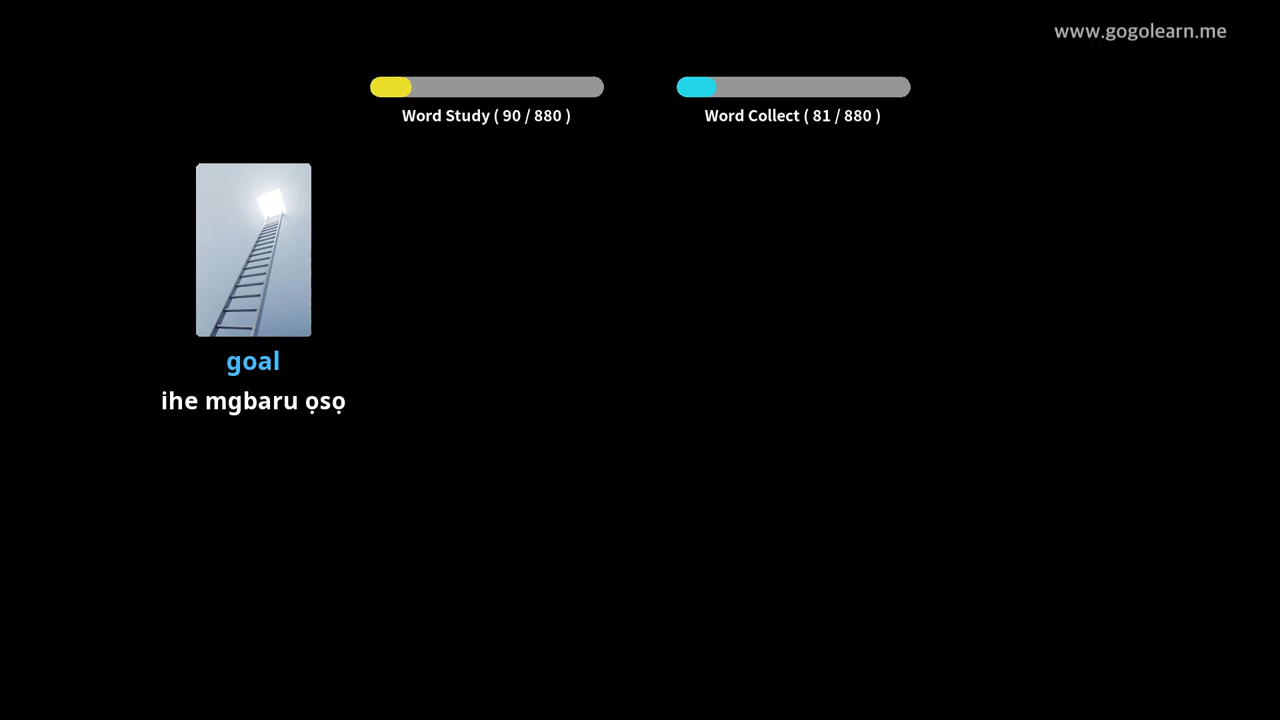 www.gogolearn.me
Word Study ( 90 / 880 )
Word Collect ( 81 / 880 )
goal
ihe mgbaru ọsọ